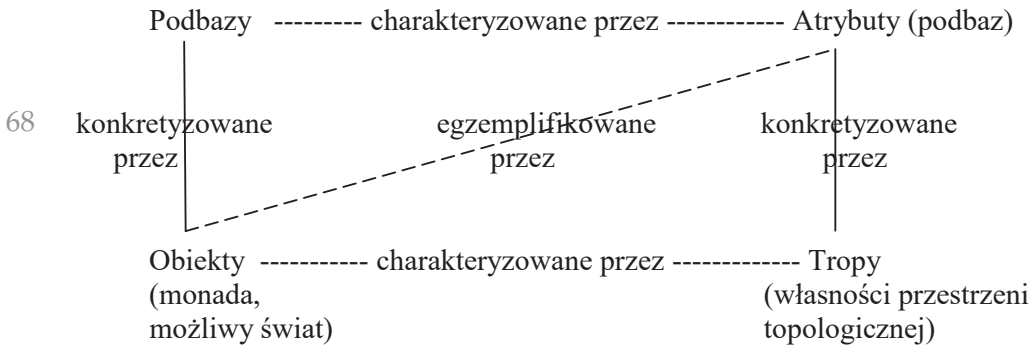 Podbazy --------- charakteryzowane przez ------------ Atrybuty (podbaz)
68 konkretyzowane egzemplifikowane konkretyzowane
przez przez przez
Obiekty ----------- charakteryzowane przez ------------- Tropy
(monada, (własności przestrzeni
możliwy świat) topologicznej)